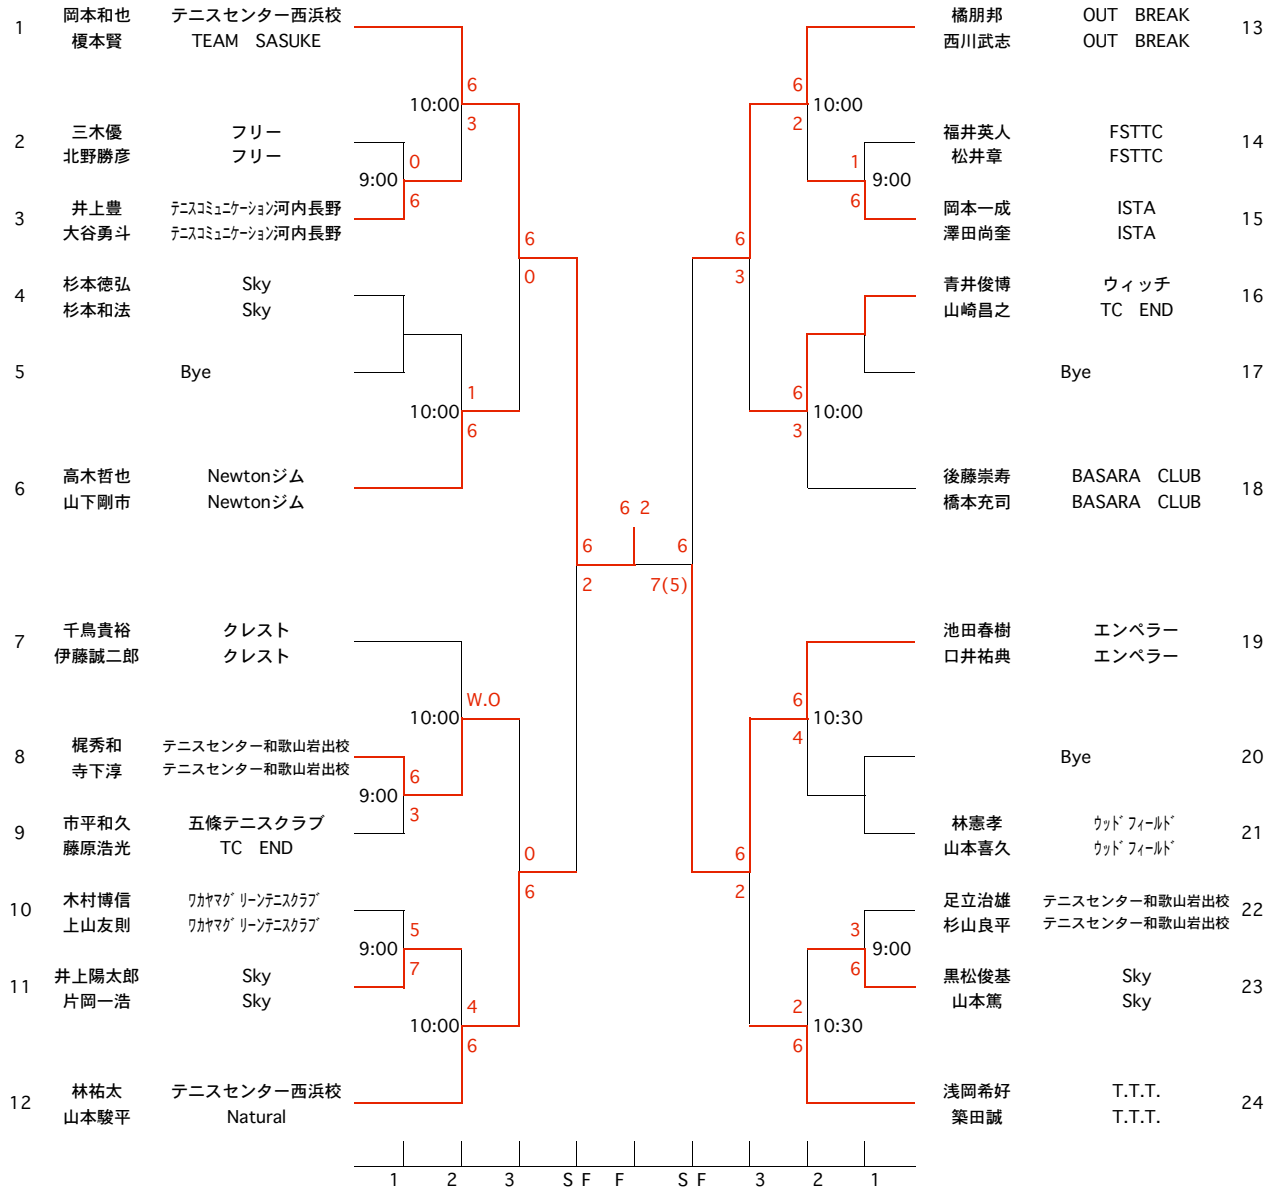 1
岡本和也 テニスセンター西浜校
榎本賢 TEAM SASUKE
6
10:00
3
2
三木優 フリー
北野勝彦 フリー
0
9:00
6
3
井上豊 ﾃﾆｽｺﾐｭﾆｹｰｼｮﾝ河内長野
大谷勇斗 ﾃﾆｽｺﾐｭﾆｹｰｼｮﾝ河内長野
6
0
4
杉本徳弘 Sky
杉本和法 Sky
5 Bye
1
10:00
6
6
高木哲也 Newtonジム
山下剛市 Newtonジム
6 2
6
2
7
千鳥貴裕 クレスト
伊藤誠二郎 クレスト
W.O
10:00
8
梶秀和 テニスセンター和歌山岩出校
寺下淳 テニスセンター和歌山岩出校
6
9:00
3
9
市平和久 五條テニスクラブ
藤原浩光 TC END
0
6
10
木村博信 ﾜｶﾔﾏｸﾞﾘｰﾝﾃﾆｽｸﾗﾌﾞ
上山友則 ﾜｶﾔﾏｸﾞﾘｰﾝﾃﾆｽｸﾗﾌﾞ
5
9:00
7
11
井上陽太郎 Sky
片岡一浩 Sky
4
10:00
6
12
林祐太 テニスセンター西浜校
山本駿平 Natural
橘朋邦 OUT BREAK
西川武志 OUT BREAK
13
6
10:00
2
福井英人 FSTTC
松井章 FSTTC
14
1
9:00
6
岡本一成 ISTA
澤田尚奎 ISTA
15
6
3
青井俊博 ウィッチ
山崎昌之 TC END
16
Bye 17
6
10:00
3
後藤崇寿 BASARA CLUB
橋本充司 BASARA CLUB
18
6
7(5)
池田春樹 エンペラー
口井祐典 エンペラー
19
6
10:30
4
Bye 20
林憲孝 ｳｯﾄﾞﾌｨｰﾙﾄﾞ
山本喜久 ｳｯﾄﾞﾌｨｰﾙﾄﾞ
21
6
2
足立治雄 テニスセンター和歌山岩出校
杉山良平 テニスセンター和歌山岩出校
22
3
9:00
6
黒松俊基 Sky
山本篤 Sky
23
2
10:30
6
浅岡希好 T.T.T.
築田誠 T.T.T.
24
1 2 3 S F F S F 3 2 1